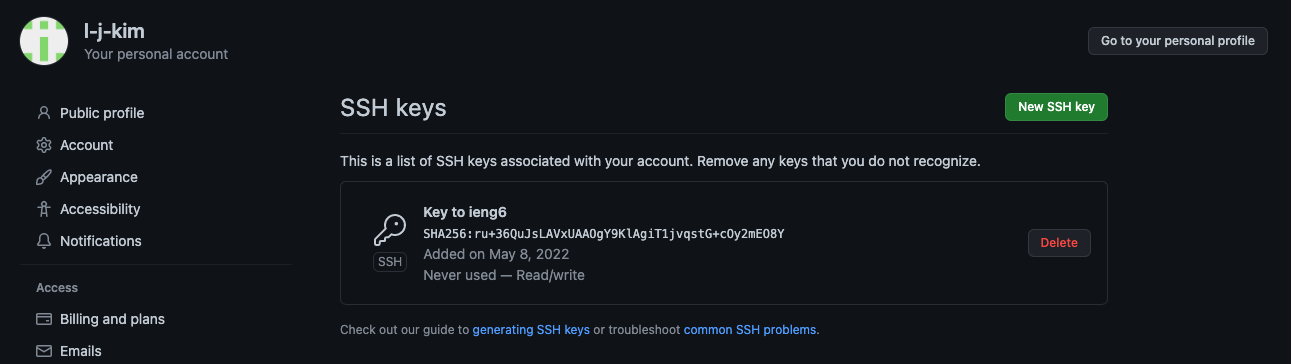 l-j-kim
Your personal account
Go to your personal profile
Public profile
Account
Appearance
Accessibility
Notifications
Access
Billing and plans
Emails
SSH keys
New SSH key
This is a list of SSH keys associated with your account. Remove any keys that you do not recognize.
SSH
Key to ieng6
SHA256:ru+36QuJsLAVxUAAOgY9KlAgiT1jvqstG+cOy2mEO8Y
Added on May 8, 2022
Never used — Read/write
Delete
Check out our guide to generating SSH keys or troubleshoot common SSH problems.